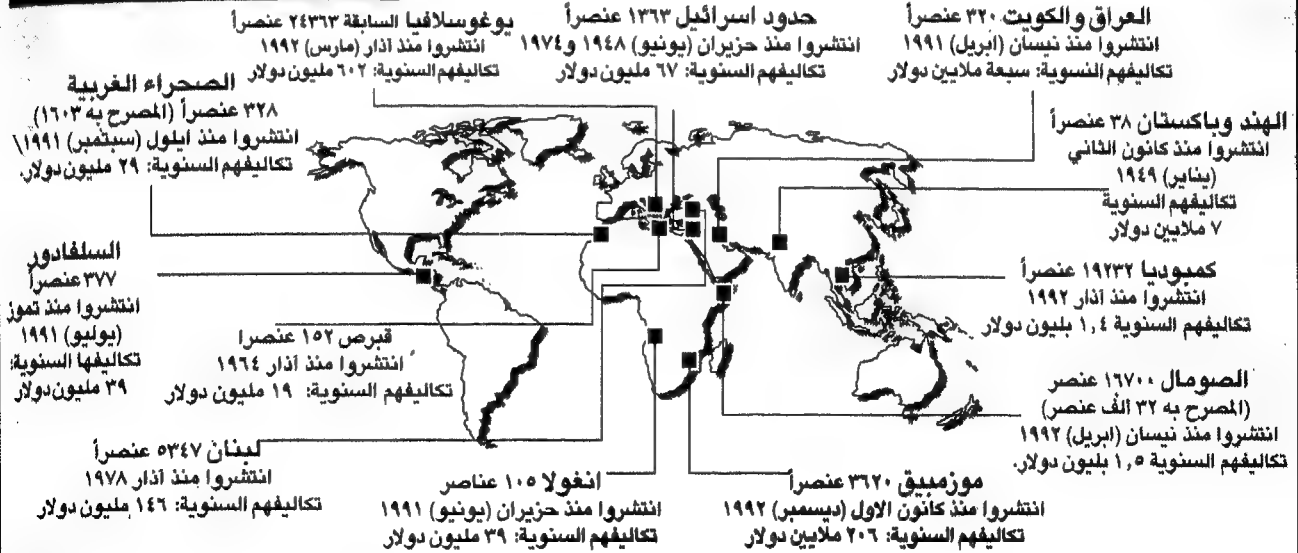 العراق والكويت ٣٢٠ عنصراً
انتشروا منذ نيسان (ابريل) ١٩٩١
تكاليفهم النسوية: سبعة ملايين دولار
حدود اسرائيل ١٣٦٣ عنصراً
انتشروا منذ حزيران (يونيو) ١٩٤٨ و١٩٧٤
تكاليفهم السنوية: ٦٧ مليون دولار
يوغوسلافيا السابقة ٢٤٣٦٣ عنصراً
انتشروا منذ آذار (مارس) ١٩٩٢
تكاليفهم السنوية: ٦٠٢ مليون دولار
الصحراء الغربية
٣٢٨ عنصراً (المصرح به ١٦٠٣)
انتشروا منذ ايلول (سبتمبر) ١٩٩١\
تكاليفهم السنوية: ٢٩ مليون دولار.
الهند وباكستان ٣٨ عنصراً
انتشروا منذ كانون الثاني
(يناير) ١٩٤٩
تكاليفهم السنوية
٧ ملايين دولار
السلفادور
٣٧٧ عنصراً
انتشروا منذ تموز
(يوليو) ١٩٩١
تكاليفها السنوية:
٣٩ مليون دولار
كمبوديا ١٩٢٣٢ عنصراً
انتشروا منذ آذار ١٩٩٢
تكاليفهم السنوية ١,٤ بليون دولار
قبرص ١٥٢ عنصرا
انتشروا منذ آذار ١٩٦٤
تكاليفهم السنوية: ١٩ مليون دولار
الصومال ١٦٧٠٠ عنصر
(المصرح به ٣٢ الف عنصر)
انتشروا منذ نيسان (ابريل) ١٩٩٢
تكاليفهم السنوية ١,٥ بليون دولار.
لبنان ٥٣٤٧ عنصراً
انتشروا منذ آذار ١٩٧٨
تكاليفهم السنوية: ١٤٦ مليون دولار
انغولا ١٠٥ عناصر
انتشروا منذ حزيران (يونيو) ١٩٩١
تكاليفهم السنوية: ٣٩ مليون دولار
موزمبيق ٣٦٢٠ عنصراً
انتشروا منذ كانون الاول (ديسمبر) ١٩٩٢
تكاليفهم السنوية: ٢٠٦ ملايين دولار